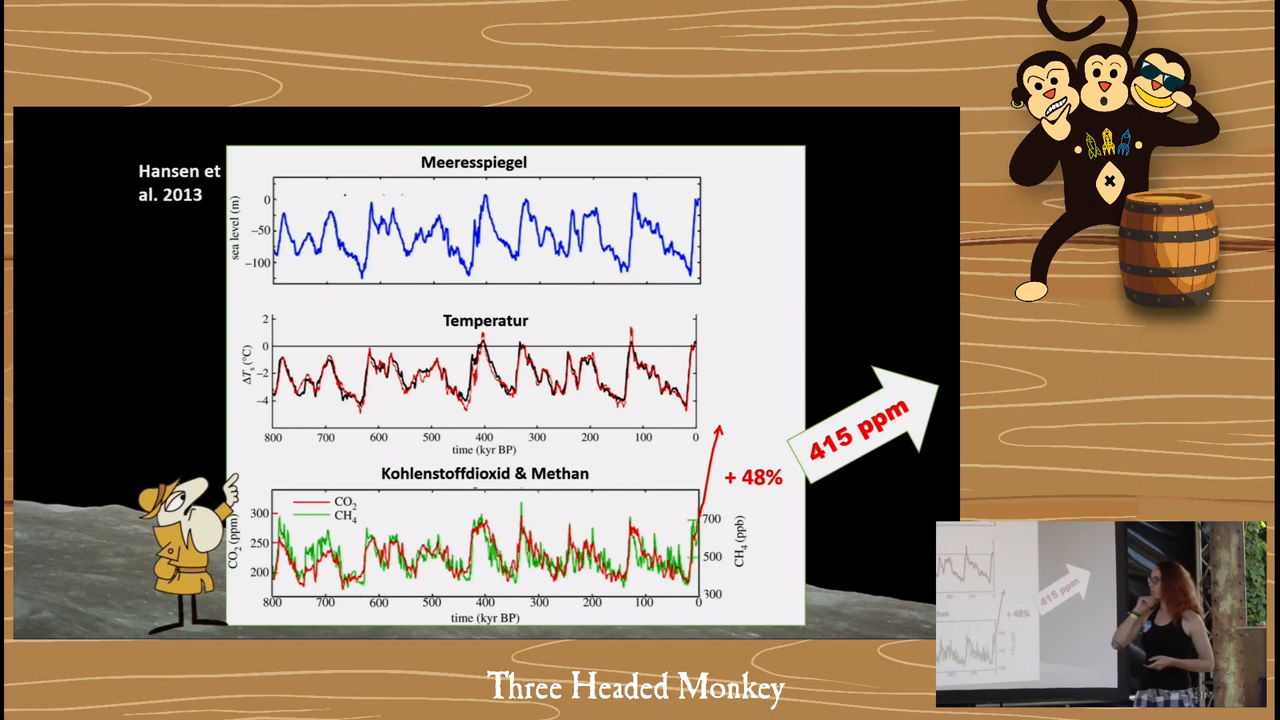 Hansen et
al. 2013
Meeresspiegel
sea level (m)
0
−50
−100
Temperatur
ΔTs (°C)
2
0
−2
−4
800 700 600 500 400 300 200 100 0
time (kyr BP)
Kohlenstoffdioxid & Methan
CO2 (ppm)
300
250
200
CO2
CH4
700
500
300
CH4 (ppb)
800 700 600 500 400 300 200 100 0
time (kyr BP)
+ 48%
415 ppm
+ 48%
415 ppm
Three Headed Monkey